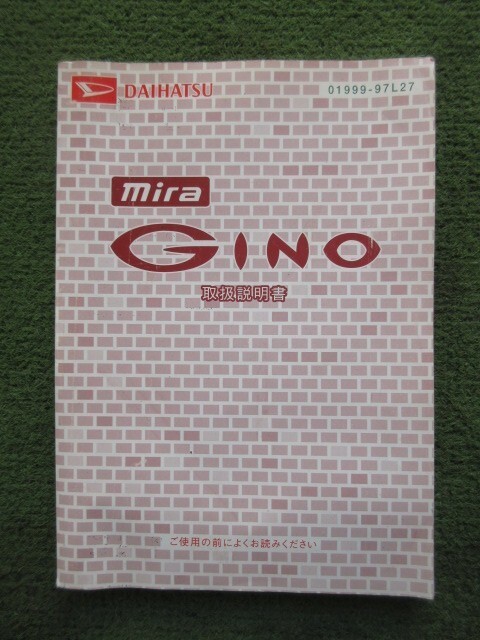 DAIHATSU
01999-97L27
mira
GINO
取扱説明書
ご使用の前によくお読みください